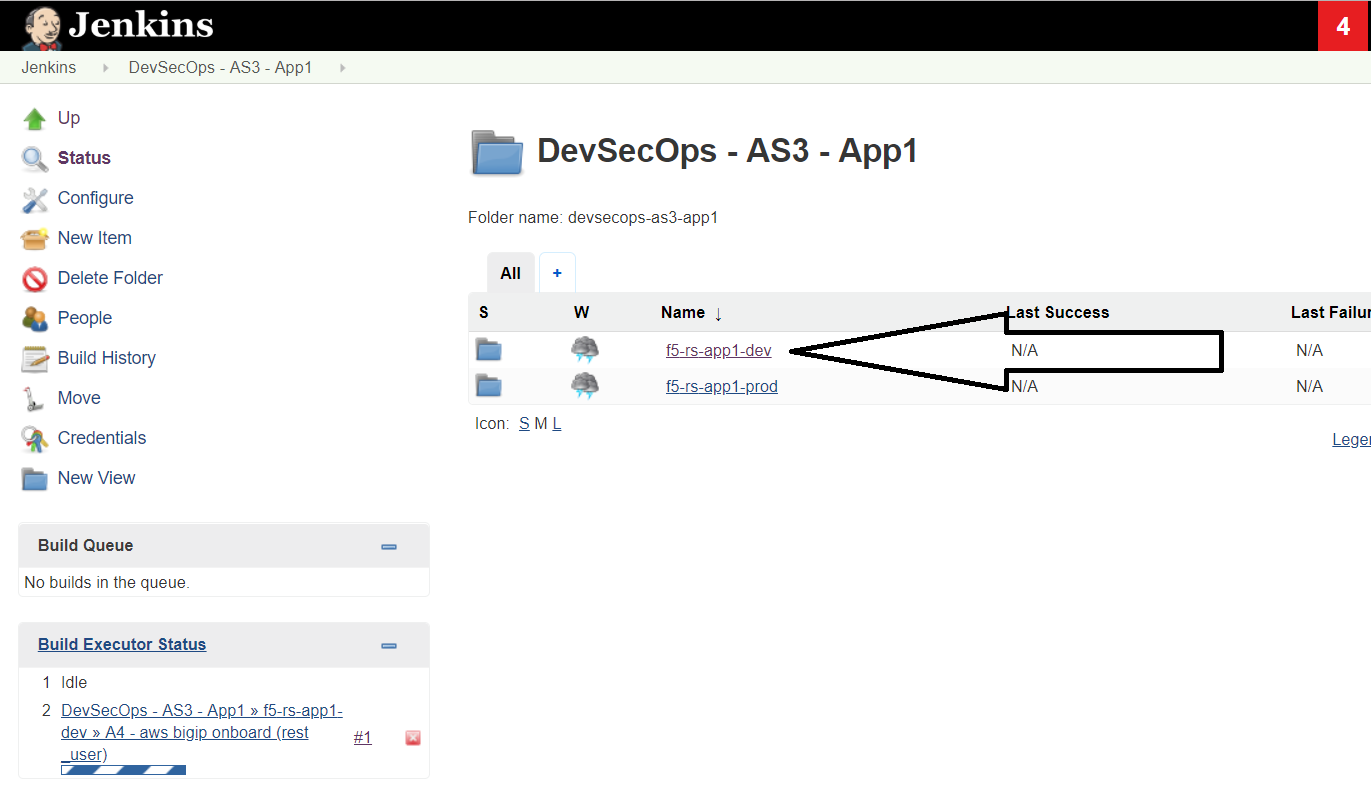 Jenkins
4
Jenkins
DevSecOps - AS3 - App1
Up
Status
Configure
New Item
Delete Folder
People
Build History
Move
Credentials
New View
DevSecOps - AS3 - App1
Folder name: devsecops-as3-app1
All
+
S W Name ↓ Last Success Last Failur
f5-rs-app1-dev N/A N/A
f5-rs-app1-prod N/A N/A
Icon: S M L
Leger
Build Queue
No builds in the queue.
Build Executor Status
1 Idle
2 DevSecOps - AS3 - App1 » f5-rs-app1-
dev » A4 - aws bigip onboard (rest
_user)
#1